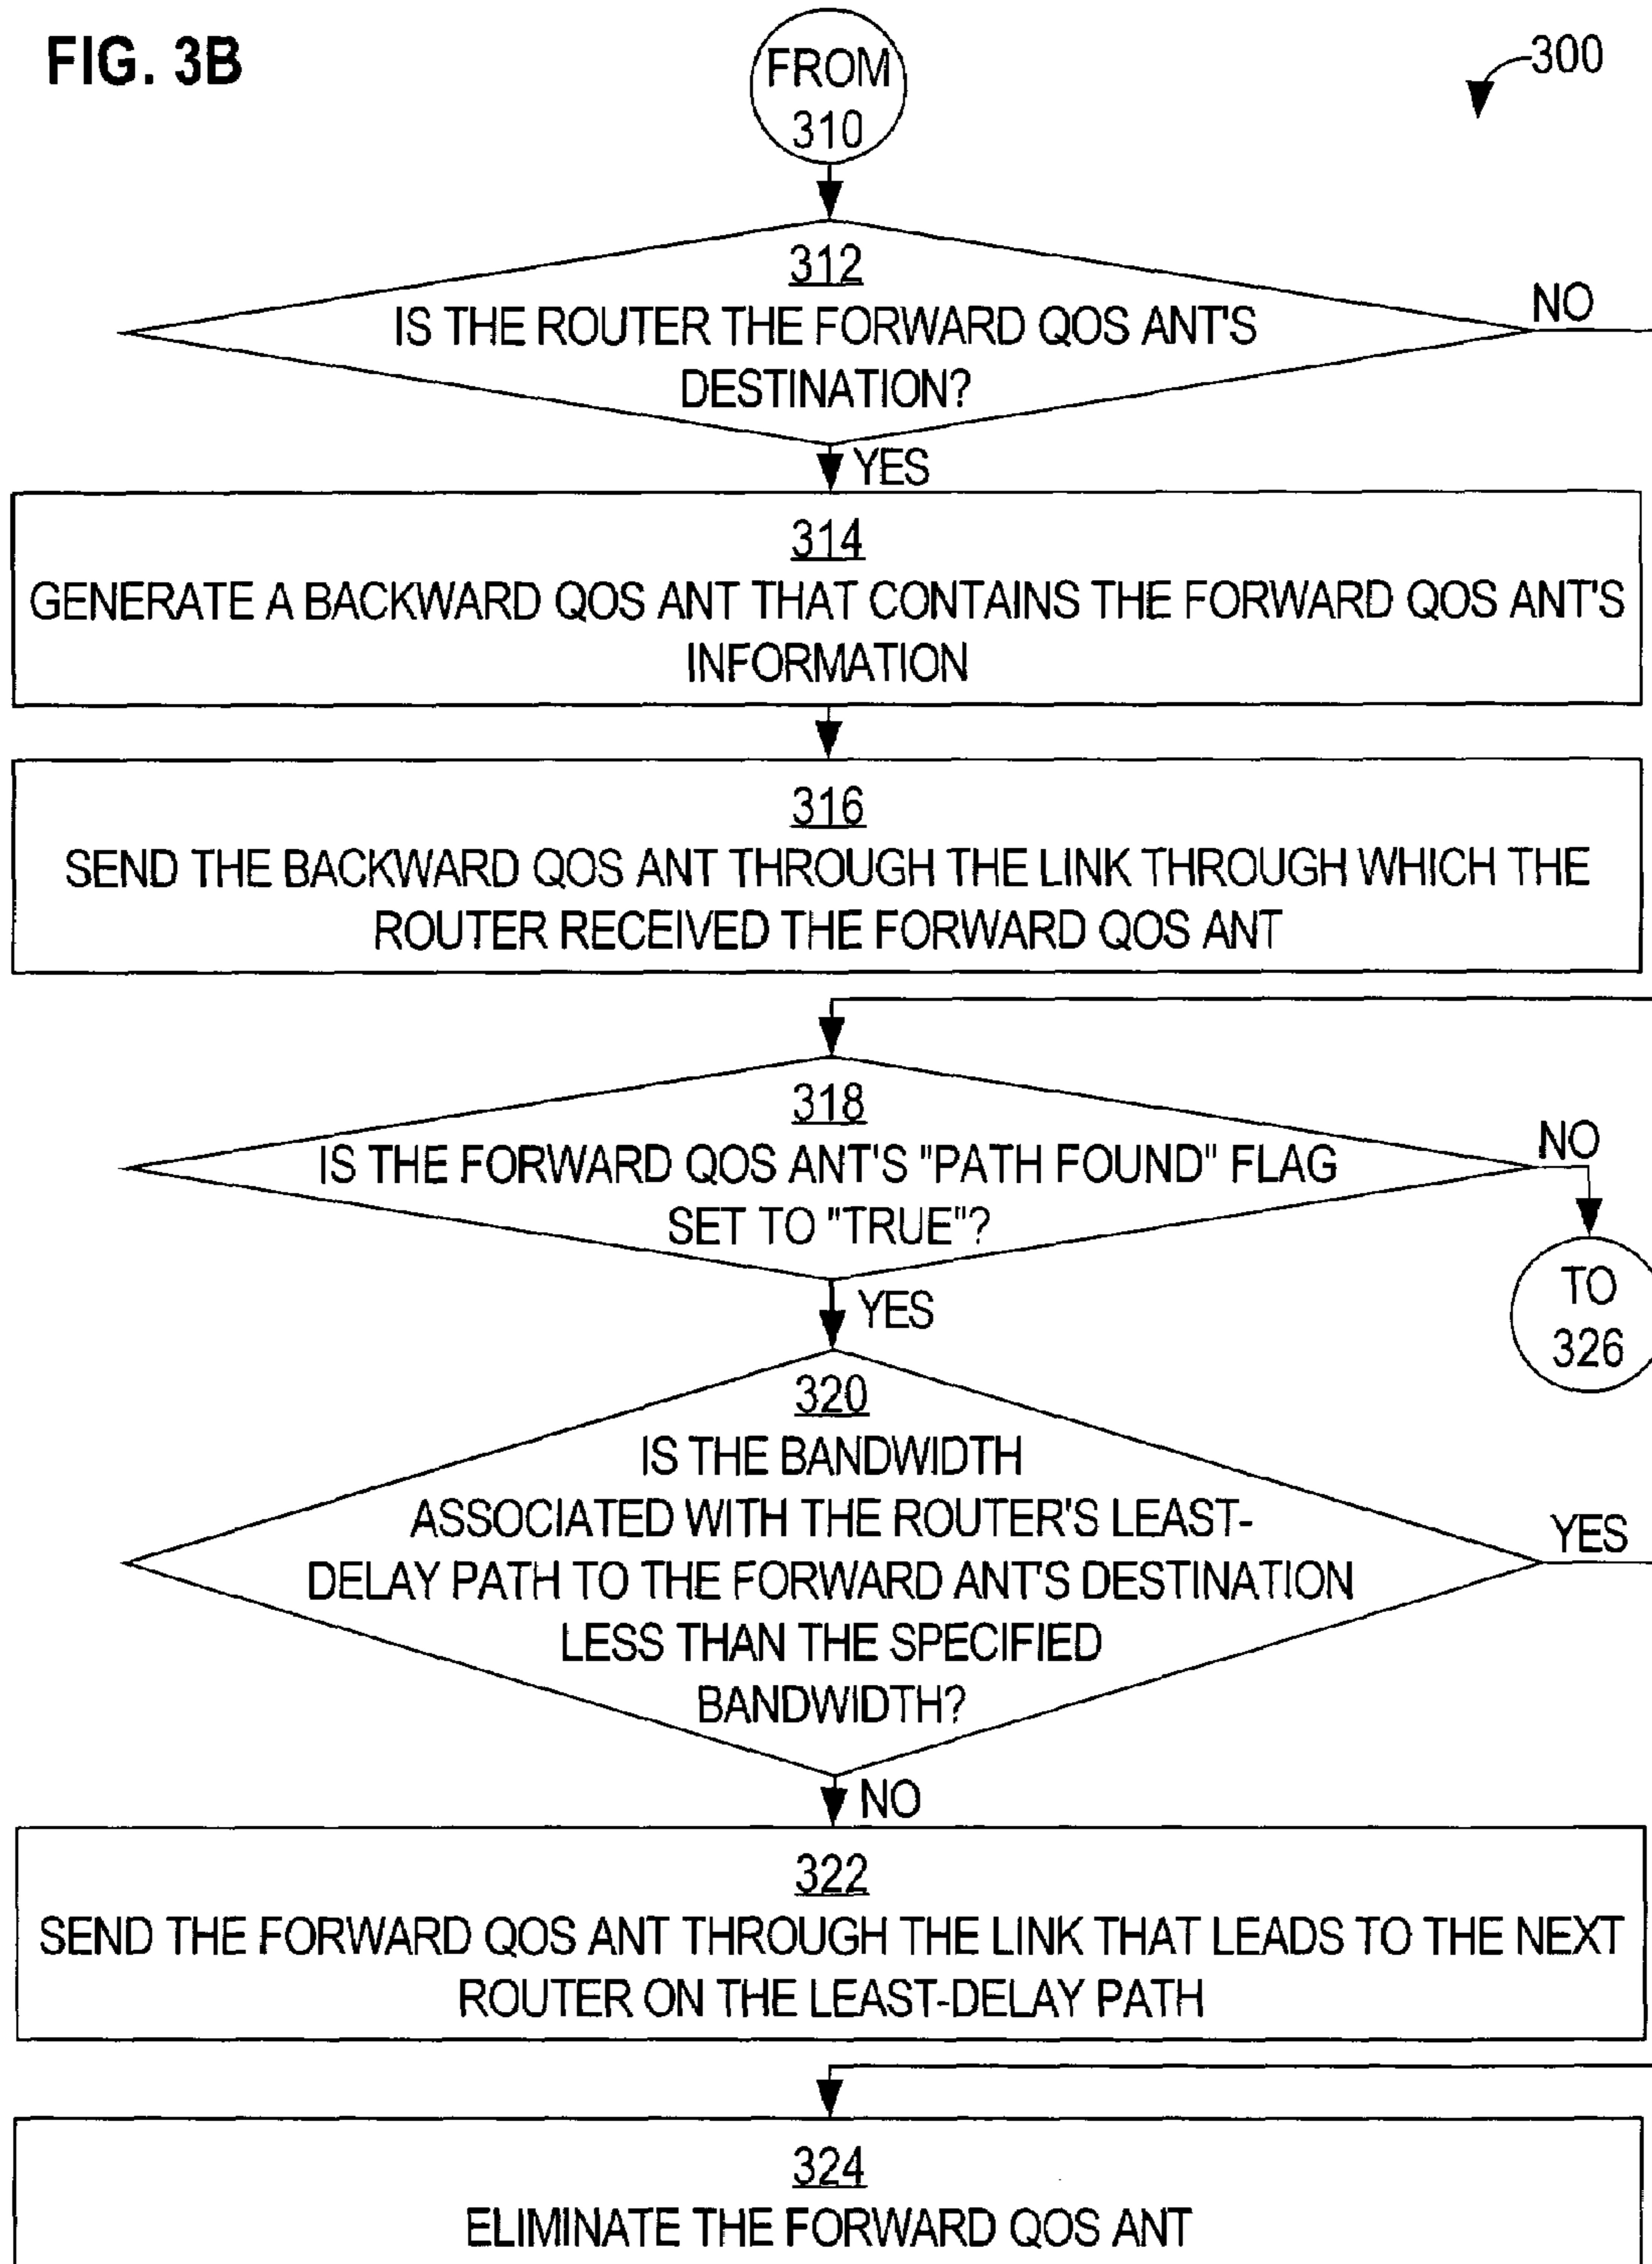 FIG. 3B
FROM
310
300
312
IS THE ROUTER THE FORWARD QOS ANT'S
DESTINATION?
NO
YES
314
GENERATE A BACKWARD QOS ANT THAT CONTAINS THE FORWARD QOS ANT'S
INFORMATION
316
SEND THE BACKWARD QOS ANT THROUGH THE LINK THROUGH WHICH THE
ROUTER RECEIVED THE FORWARD QOS ANT
318
IS THE FORWARD QOS ANT'S "PATH FOUND" FLAG
SET TO "TRUE"?
NO
TO
326
YES
320
IS THE BANDWIDTH
ASSOCIATED WITH THE ROUTER'S LEAST-
DELAY PATH TO THE FORWARD ANT'S DESTINATION
LESS THAN THE SPECIFIED
BANDWIDTH?
YES
NO
322
SEND THE FORWARD QOS ANT THROUGH THE LINK THAT LEADS TO THE NEXT
ROUTER ON THE LEAST-DELAY PATH
324
ELIMINATE THE FORWARD QOS ANT